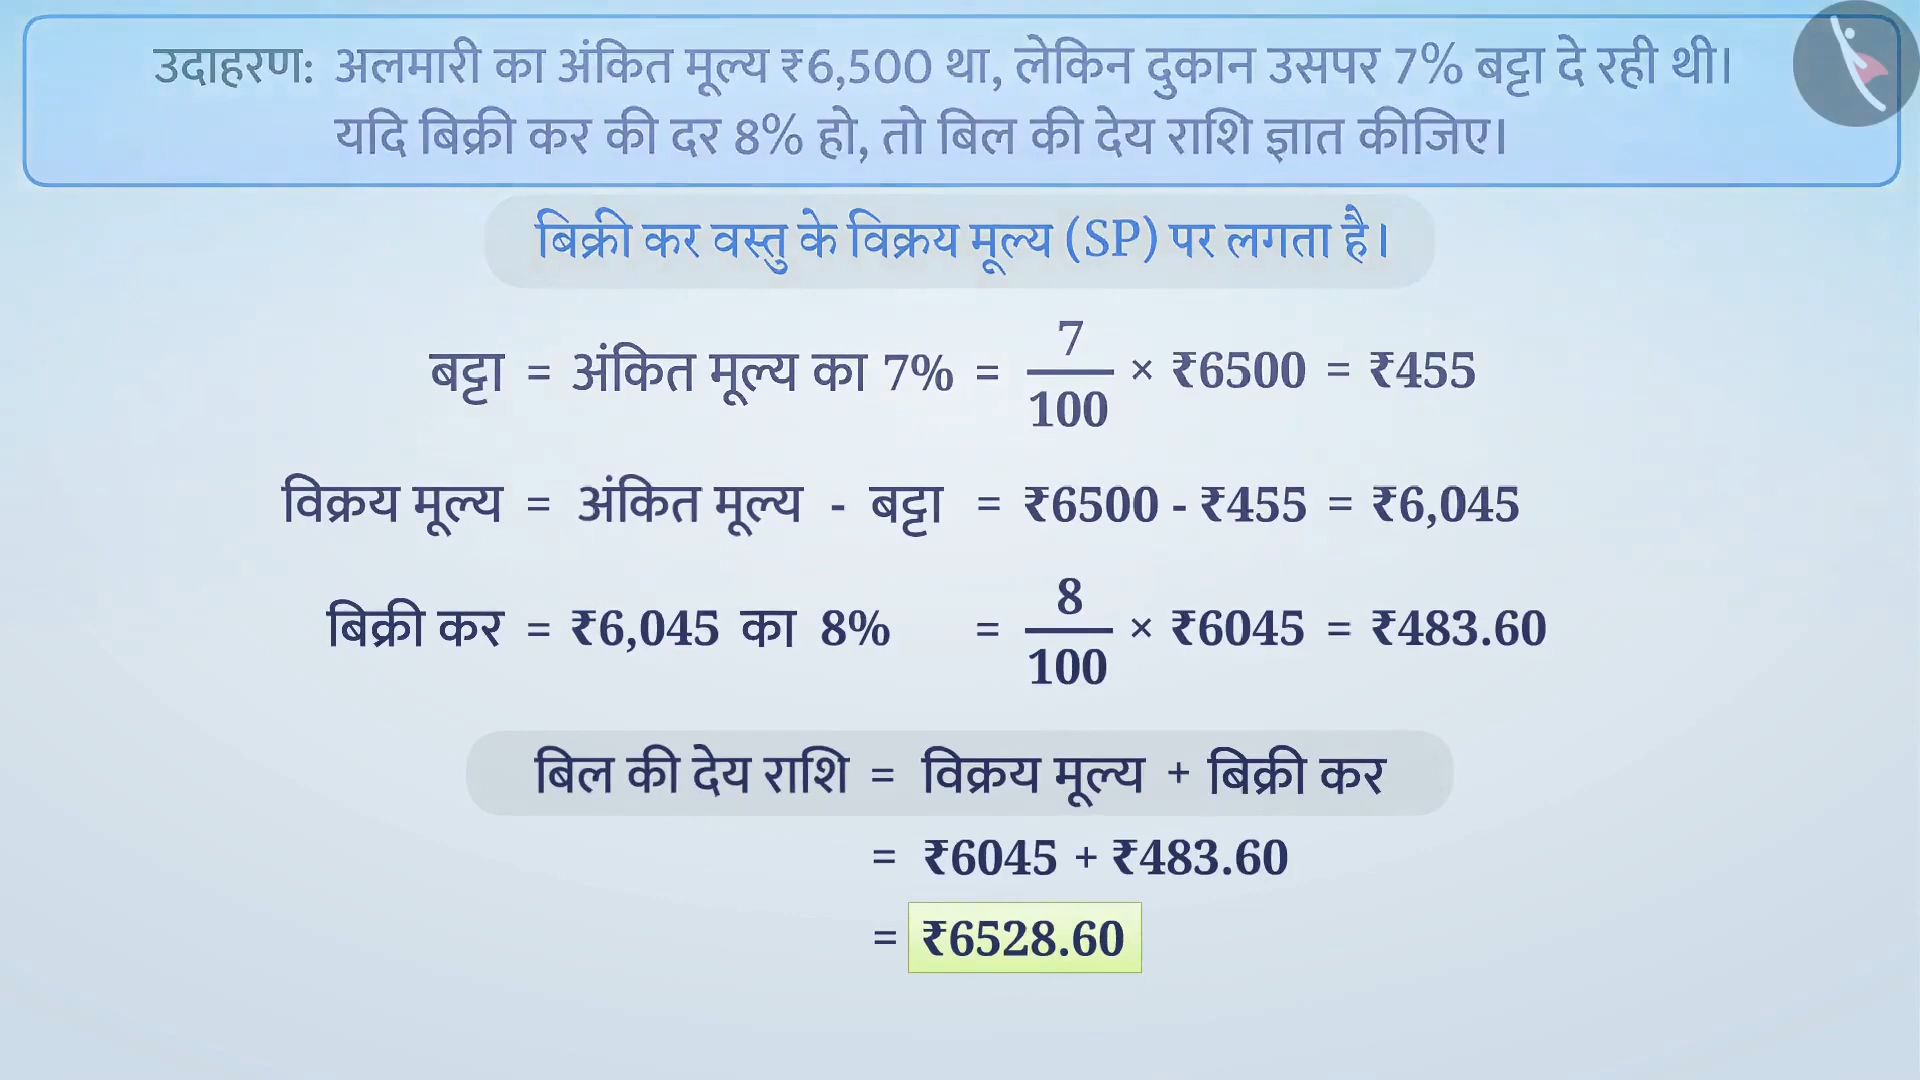 उदाहरण: अलमारी का अंकित मूल्य ₹6,500 था, लेकिन दुकान उसपर 7% बट्टा दे रही थी।
यदि बिक्री कर की दर 8% हो, तो बिल की देय राशि ज्ञात कीजिए।
बिक्री कर वस्तु के विक्रय मूल्य (SP) पर लगता है।
बट्टा = अंकित मूल्य का 7% = 7/100 × ₹6500 = ₹455
विक्रय मूल्य = अंकित मूल्य - बट्टा = ₹6500 - ₹455 = ₹6,045
बिक्री कर = ₹6,045 का 8% = 8/100 × ₹6045 = ₹483.60
बिल की देय राशि = विक्रय मूल्य + बिक्री कर
= ₹6045 + ₹483.60
= ₹6528.60